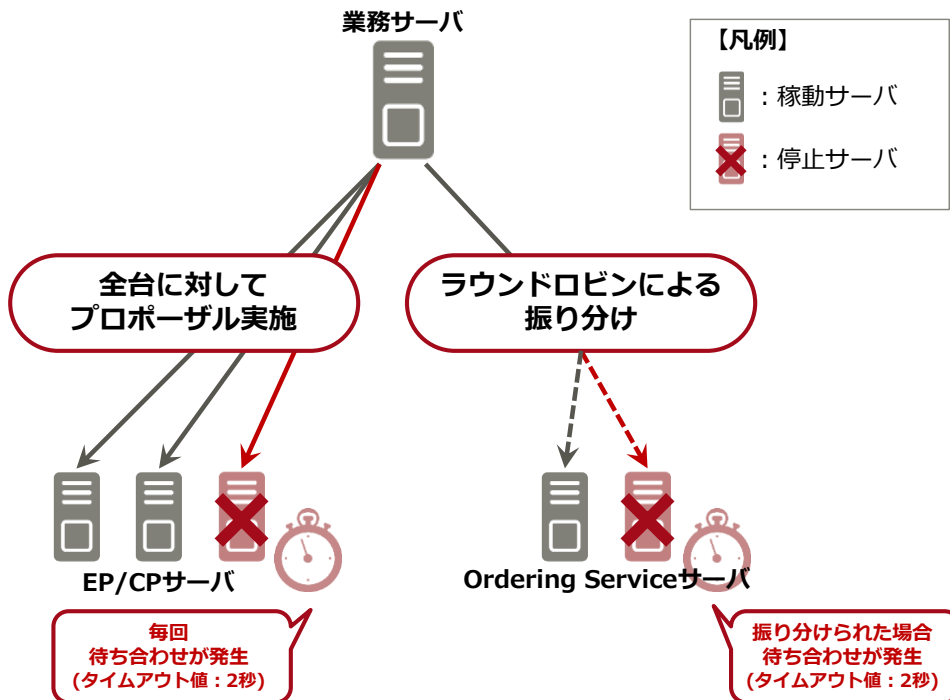 業務サーバ
【凡例】
：稼動サーバ
：停止サーバ
全台に対して
プロポーザル実施
ラウンドロビンによる
振り分け
EP/CPサーバ
Ordering Serviceサーバ
毎回
待ち合わせが発生
(タイムアウト値：2秒)
振り分けられた場合
待ち合わせが発生
(タイムアウト値：2秒)